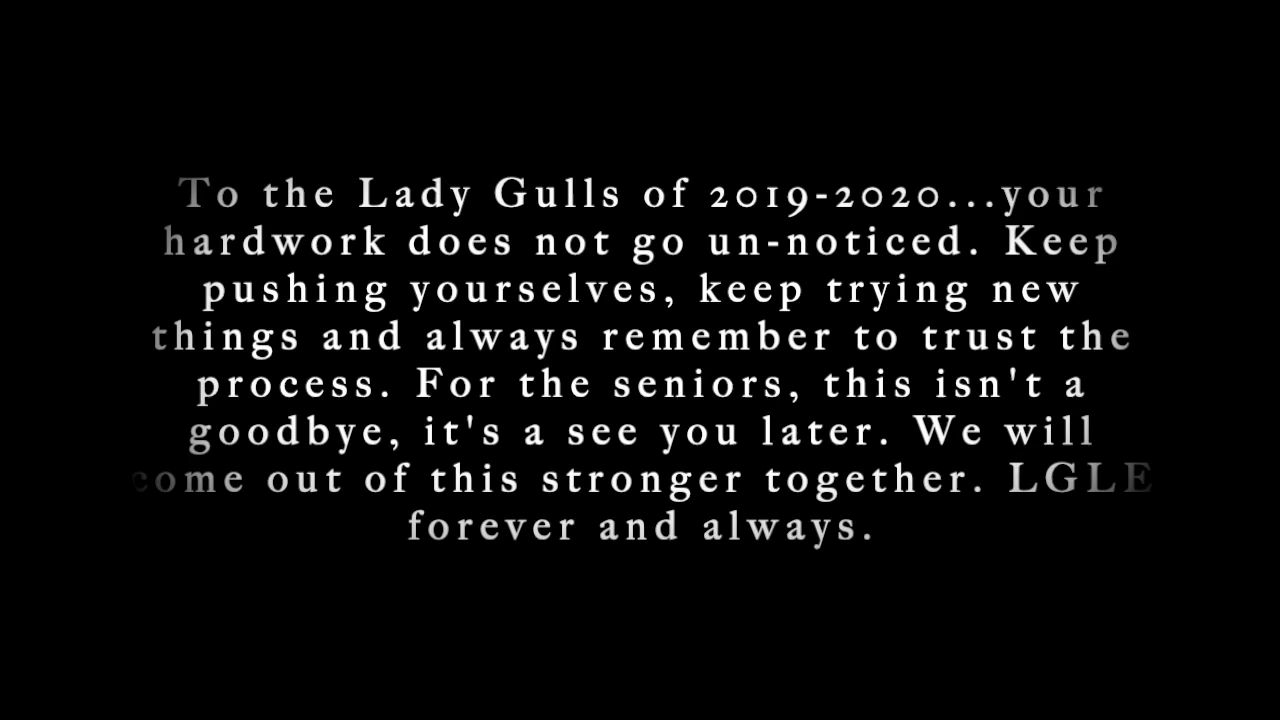 To the Lady Gulls of 2019-2020...your
hardwork does not go un-noticed. Keep
pushing yourselves, keep trying new
things and always remember to trust the
process. For the seniors, this isn't a
goodbye, it's a see you later. We will
come out of this stronger together. LGLE
forever and always.